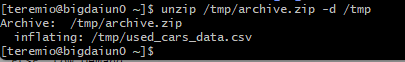 [teremio@bigdaiun0 ~]$ unzip /tmp/archive.zip -d /tmp
Archive:  /tmp/archive.zip
  inflating: /tmp/used_cars_data.csv
[teremio@bigdaiun0 ~]$